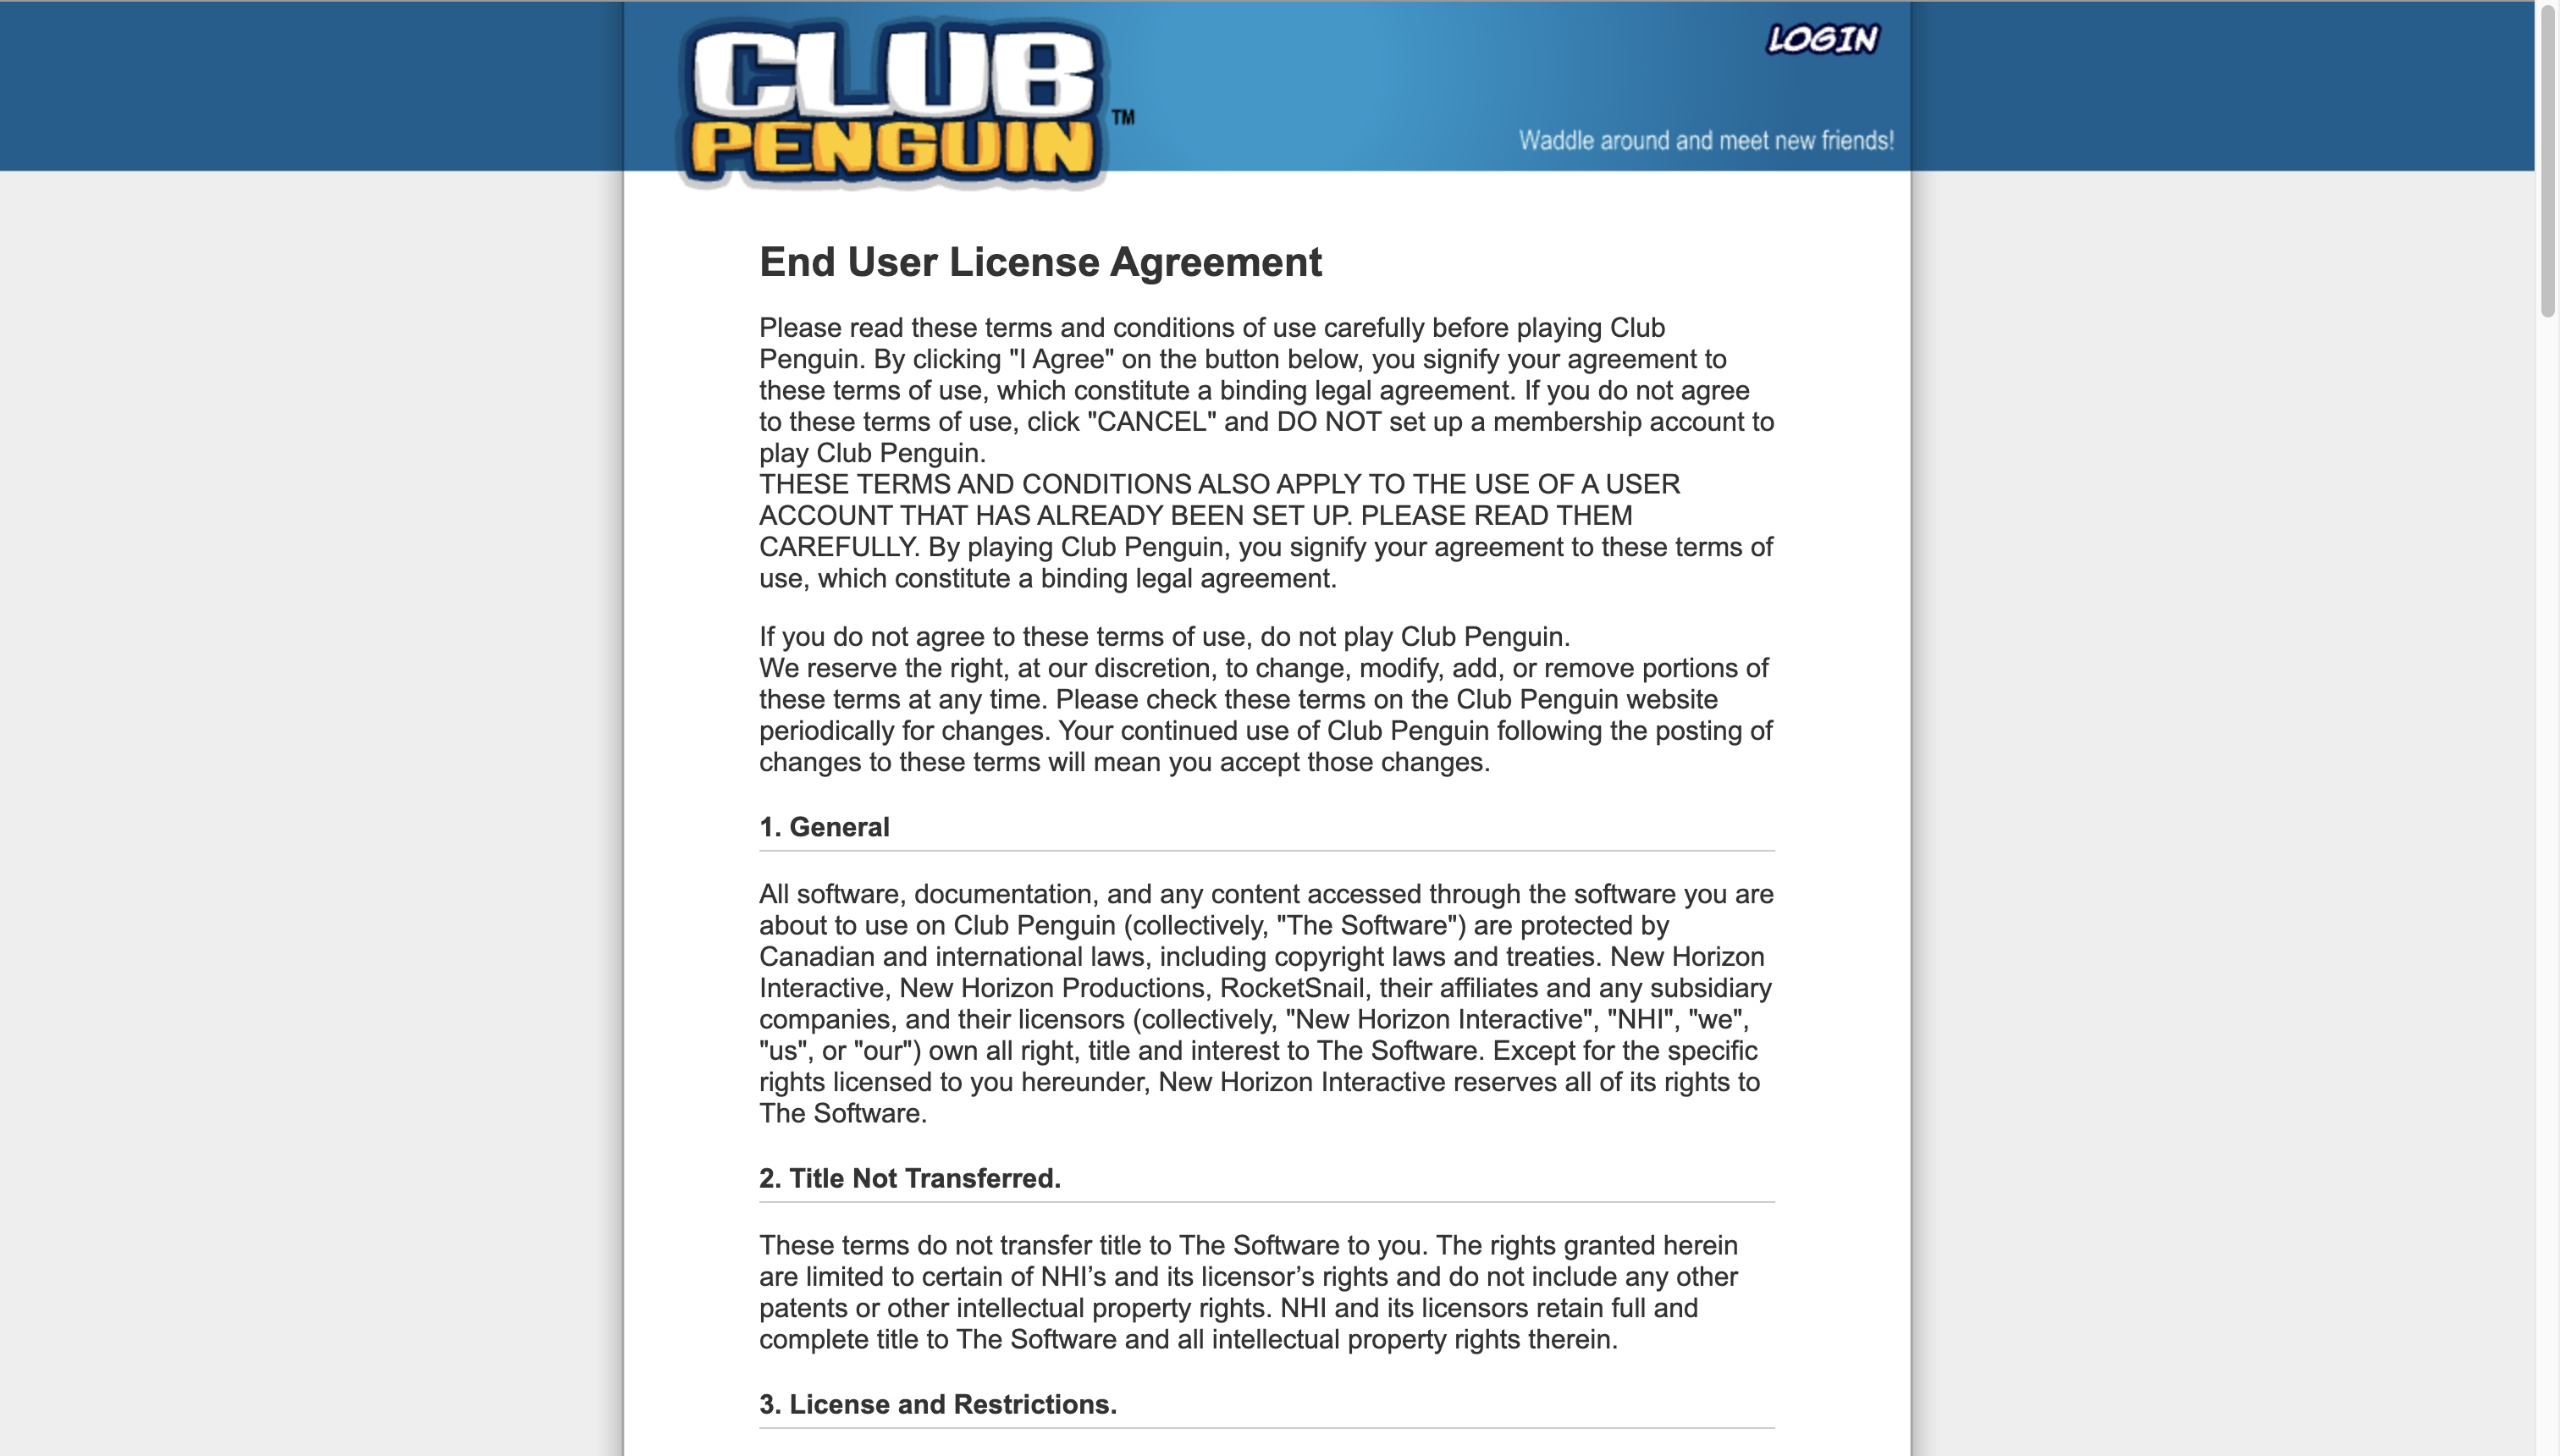 CLUB
PENGUIN
TM
LOGIN
Waddle around and meet new friends!
End User License Agreement
Please read these terms and conditions of use carefully before playing Club
Penguin. By clicking "I Agree" on the button below, you signify your agreement to
these terms of use, which constitute a binding legal agreement. If you do not agree
to these terms of use, click "CANCEL" and DO NOT set up a membership account to
play Club Penguin.
THESE TERMS AND CONDITIONS ALSO APPLY TO THE USE OF A USER
ACCOUNT THAT HAS ALREADY BEEN SET UP. PLEASE READ THEM
CAREFULLY. By playing Club Penguin, you signify your agreement to these terms of
use, which constitute a binding legal agreement.
If you do not agree to these terms of use, do not play Club Penguin.
We reserve the right, at our discretion, to change, modify, add, or remove portions of
these terms at any time. Please check these terms on the Club Penguin website
periodically for changes. Your continued use of Club Penguin following the posting of
changes to these terms will mean you accept those changes.
1. General
All software, documentation, and any content accessed through the software you are
about to use on Club Penguin (collectively, "The Software") are protected by
Canadian and international laws, including copyright laws and treaties. New Horizon
Interactive, New Horizon Productions, RocketSnail, their affiliates and any subsidiary
companies, and their licensors (collectively, "New Horizon Interactive", "NHI", "we",
"us", or "our") own all right, title and interest to The Software. Except for the specific
rights licensed to you hereunder, New Horizon Interactive reserves all of its rights to
The Software.
2. Title Not Transferred.
These terms do not transfer title to The Software to you. The rights granted herein
are limited to certain of NHI’s and its licensor’s rights and do not include any other
patents or other intellectual property rights. NHI and its licensors retain full and
complete title to The Software and all intellectual property rights therein.
3. License and Restrictions.